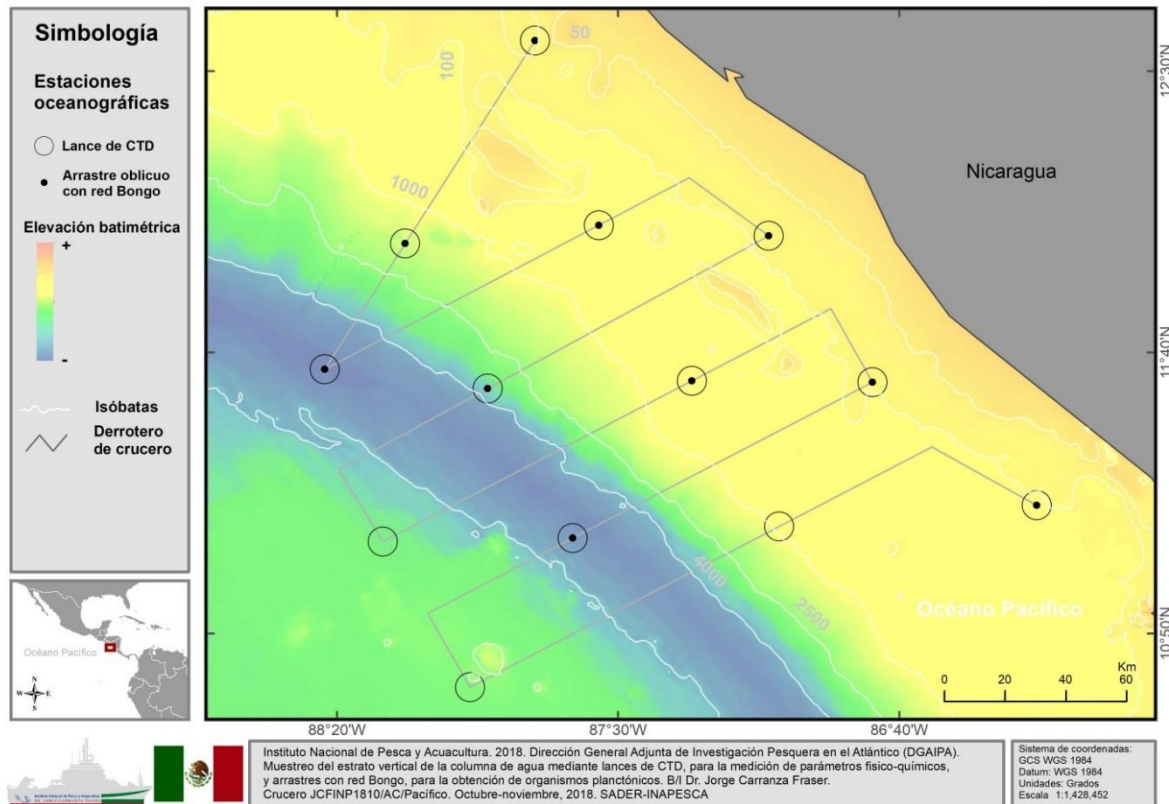 Simbología
Estaciones
oceanográficas
Lance de CTD
Arrastre oblicuo
con red Bongo
Elevación batimétrica
+
-
Isóbatas
Derrotero
de crucero
50
100
1000
4000
2500
Nicaragua
Océano Pacífico
Km
0 20 40 60
12°30'N
11°40'N
10°50'N
88°20'W 87°30'W 86°40'W
Océano Pacífico
N
W E
S
Instituto Nacional de Pesca y Acuacultura. 2018. Dirección General Adjunta de Investigación Pesquera en el Atlántico (DGAIPA).
Muestreo del estrato vertical de la columna de agua mediante lances de CTD, para la medición de parámetros fisico-químicos,
y arrastres con red Bongo, para la obtención de organismos planctónicos. B/I Dr. Jorge Carranza Fraser.
Crucero JCFINP1810/AC/Pacífico. Octubre-noviembre, 2018. SADER-INAPESCA
Sistema de coordenadas:
GCS WGS 1984
Datum: WGS 1984
Unidades: Grados
Escala 1:1,428,452